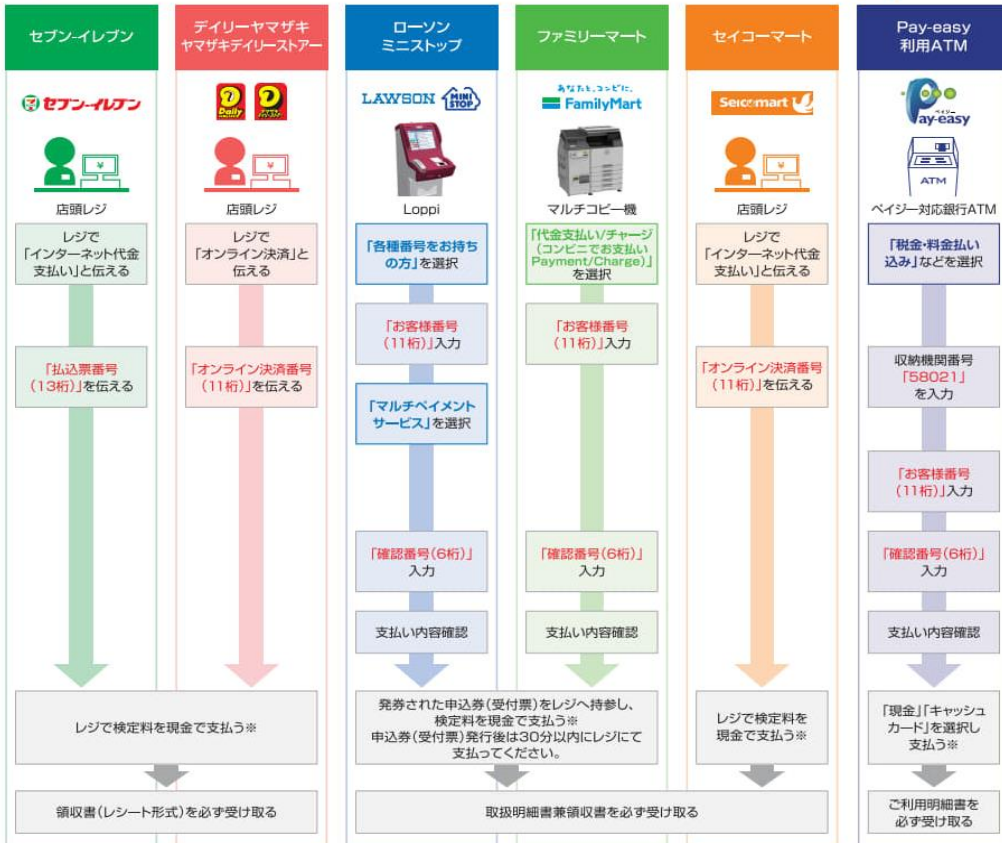 セブン-イレブン
デイリーヤマザキ
ヤマザキデイリーストアー
ローソン
ミニストップ
ファミリーマート
セイコーマート
Pay-easy
利用ATM
セブン-イレブン
Daily
LAWSON
MINI
STOP
あなたと、コンビに、
FamilyMart
Seicomart
ペイジー
Pay-easy
¥
¥
¥
ATM
店頭レジ
店頭レジ
Loppi
マルチコピー機
店頭レジ
ペイジー対応銀行ATM
レジで
「インターネット代金
支払い」と伝える
レジで
「オンライン決済」と
伝える
「各種番号をお持ち
の方」を選択
「代金支払い/チャージ
(コンビニでお支払い
Payment/Charge)」
を選択
レジで
「インターネット代金
支払い」と伝える
「税金・料金払い
込み」などを選択
「お客様番号
(11桁)」入力
「お客様番号
(11桁)」入力
「払込票番号
(13桁)」を伝える
「オンライン決済番号
(11桁)」を伝える
「マルチペイメント
サービス」を選択
「オンライン決済番号
(11桁)」を伝える
収納機関番号
「58021」
を入力
「お客様番号
(11桁)」入力
「確認番号(6桁)」
入力
「確認番号(6桁)」
入力
「確認番号(6桁)」
入力
支払い内容確認
支払い内容確認
支払い内容確認
レジで検定料を現金で支払う※
発券された申込券(受付票)をレジへ持参し、
検定料を現金で支払う※
申込券(受付票)発行後は30分以内にレジにて
支払ってください。
レジで検定料を
現金で支払う※
「現金」「キャッシュ
カード」を選択し
支払う※
領収書(レシート形式)を必ず受け取る
取扱明細書兼領収書を必ず受け取る
ご利用明細書を
必ず受け取る